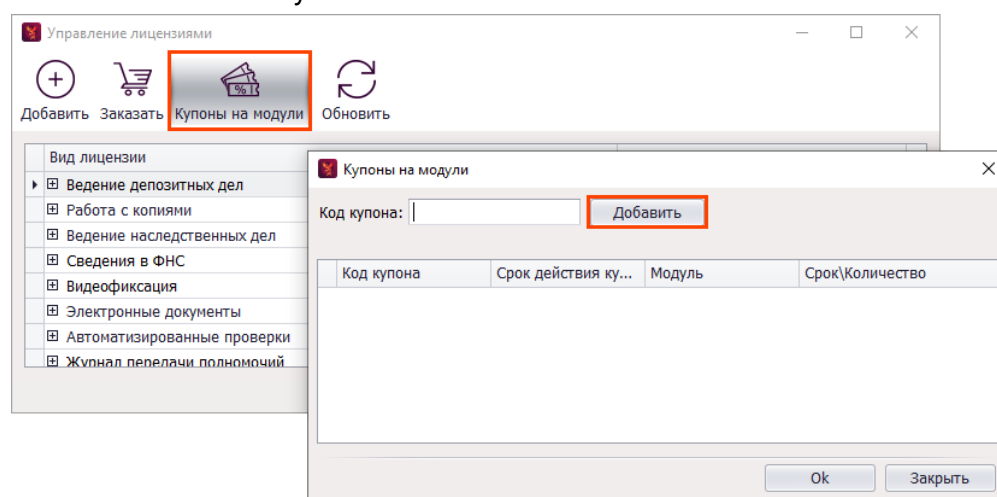 Управление лицензиями
Добавить Заказать Купоны на модули Обновить
Вид лицензии
Ведение депозитных дел
Работа с копиями
Ведение наследственных дел
Сведения в ФНС
Видеофиксация
Электронные документы
Автоматизированные проверки
Журнал передачи полномочий
Купоны на модули
Код купона: Добавить
Код купона Срок действия ку... Модуль Срок\Количество
Ok Закрыть